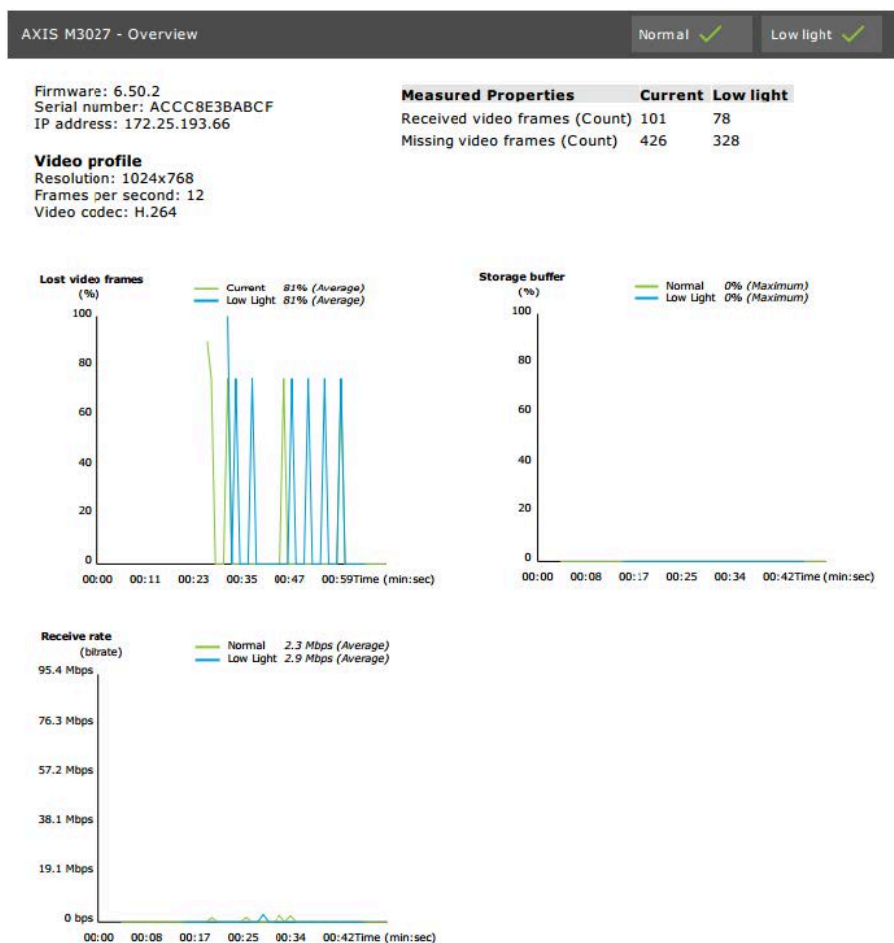 AXIS M3027 - Overview
Normal
Low light
Firmware: 6.50.2
Serial number: ACCC8E3BABCF
IP address: 172.25.193.66
Video profile
Resolution: 1024x768
Frames per second: 12
Video codec: H.264
Measured Properties Current Low light
Received video frames (Count) 101 78
Missing video frames (Count) 426 328
Lost video frames
(%)
Current 81% (Average)
Low Light 81% (Average)
100
80
60
40
20
0
00:00 00:11 00:23 00:35 00:47 00:59Time (min:sec)
Storage buffer
(%)
Normal 0% (Maximum)
Low Light 0% (Maximum)
100
80
60
40
20
0
00:00 00:08 00:17 00:25 00:34 00:42Time (min:sec)
Receive rate
(bitrate)
Normal 2.3 Mbps (Average)
Low Light 2.9 Mbps (Average)
95.4 Mbps
76.3 Mbps
57.2 Mbps
38.1 Mbps
19.1 Mbps
0 bps
00:00 00:08 00:17 00:25 00:34 00:42Time (min:sec)